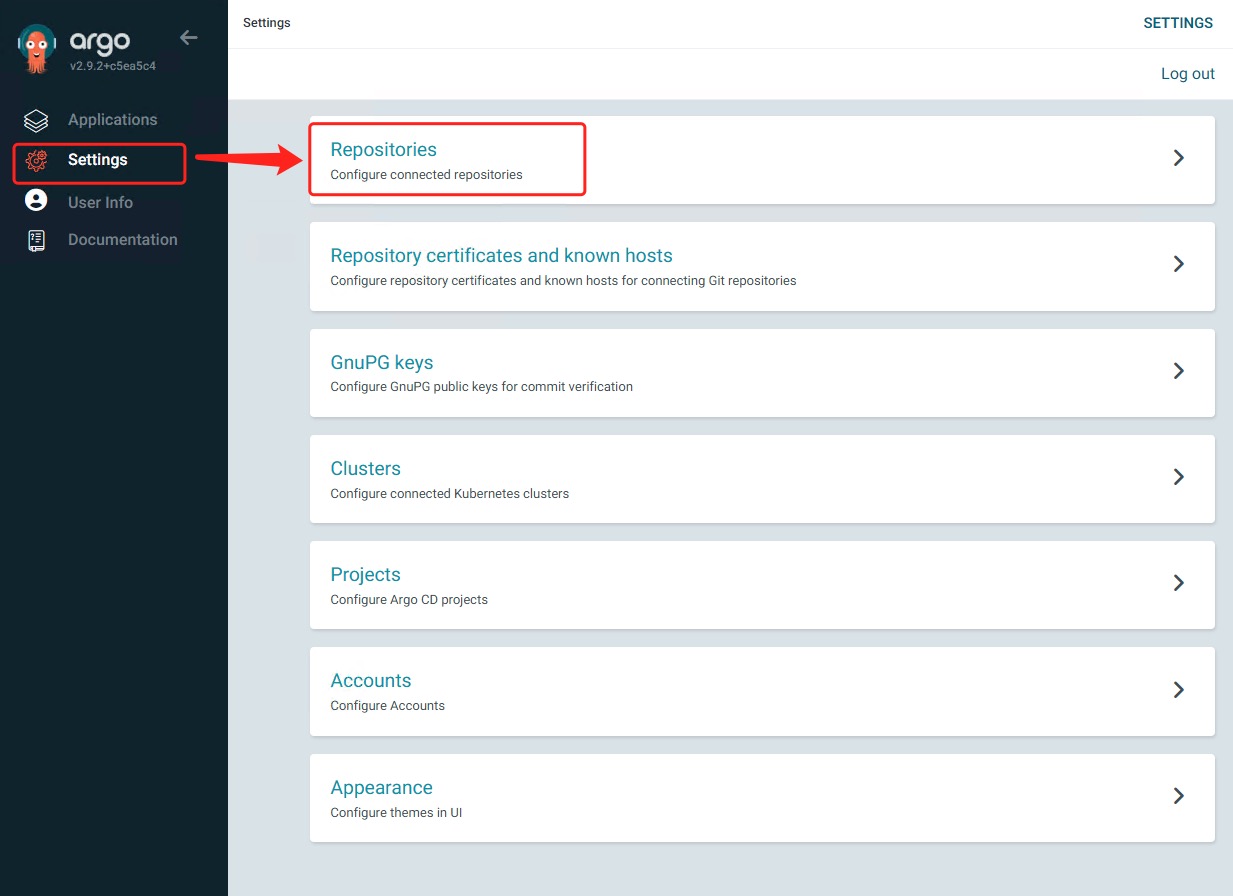 argo
v2.9.2+c5ea5c4
Applications
Settings
User Info
Documentation
Settings
SETTINGS
Log out
Repositories
Configure connected repositories
Repository certificates and known hosts
Configure repository certificates and known hosts for connecting Git repositories
GnuPG keys
Configure GnuPG public keys for commit verification
Clusters
Configure connected Kubernetes clusters
Projects
Configure Argo CD projects
Accounts
Configure Accounts
Appearance
Configure themes in UI